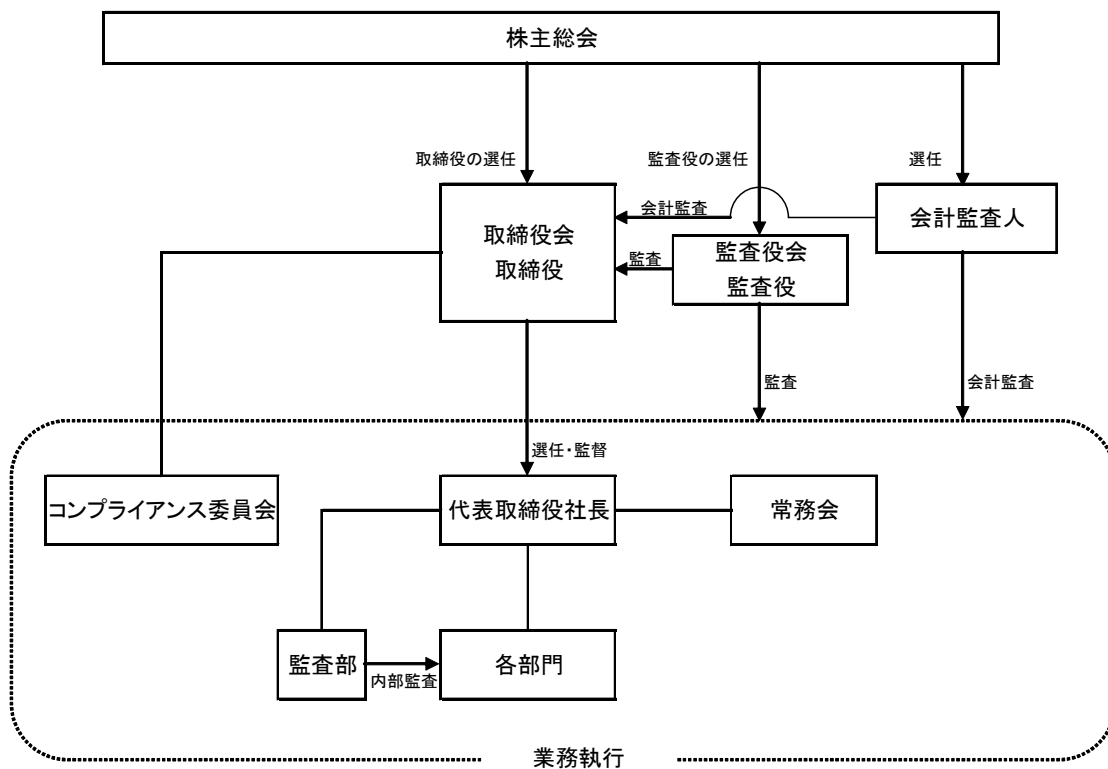 株主総会
取締役の選任
監査役の選任
選任
会計監査
会計監査人
取締役会
取締役
監査役会
監査役
監査
監査
会計監査
選任・監督
コンプライアンス委員会
代表取締役社長
常務会
監査部
内部監査
各部門
業務執行